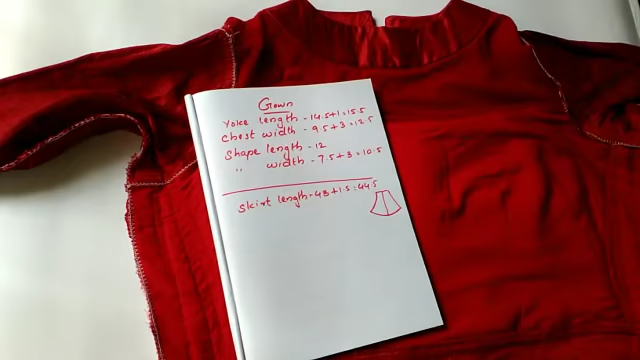 Gown
Yoke length - 14.5+1=15.5
Chest width - 9.5+3=12.5
Shape length - 12
" width - 7.5+3=10.5
Skirt length - 43+1.5=44.5